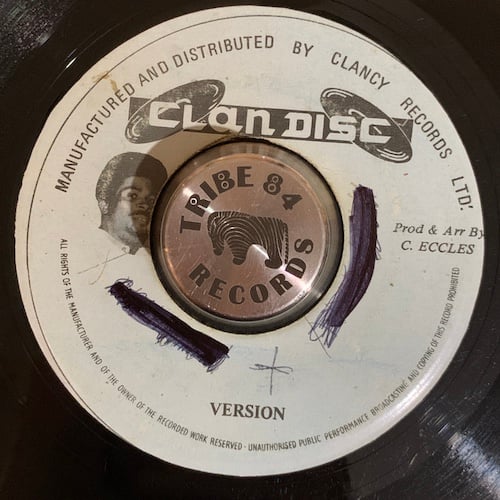 MANUFACTURED AND DISTRIBUTED BY CLANCY RECORDS LTD.
CLANDISC
TRIBE 84
RECORDS
Prod & Arr By
C. ECCLES
VERSION
ALL RIGHTS OF THE MANUFACTURER AND OF THE OWNER OF THE RECORDED WORK RESERVED - UNAUTHORISED PUBLIC PERFORMANCE BROADCASTING AND COPYING OF THIS RECORD PROHIBITED